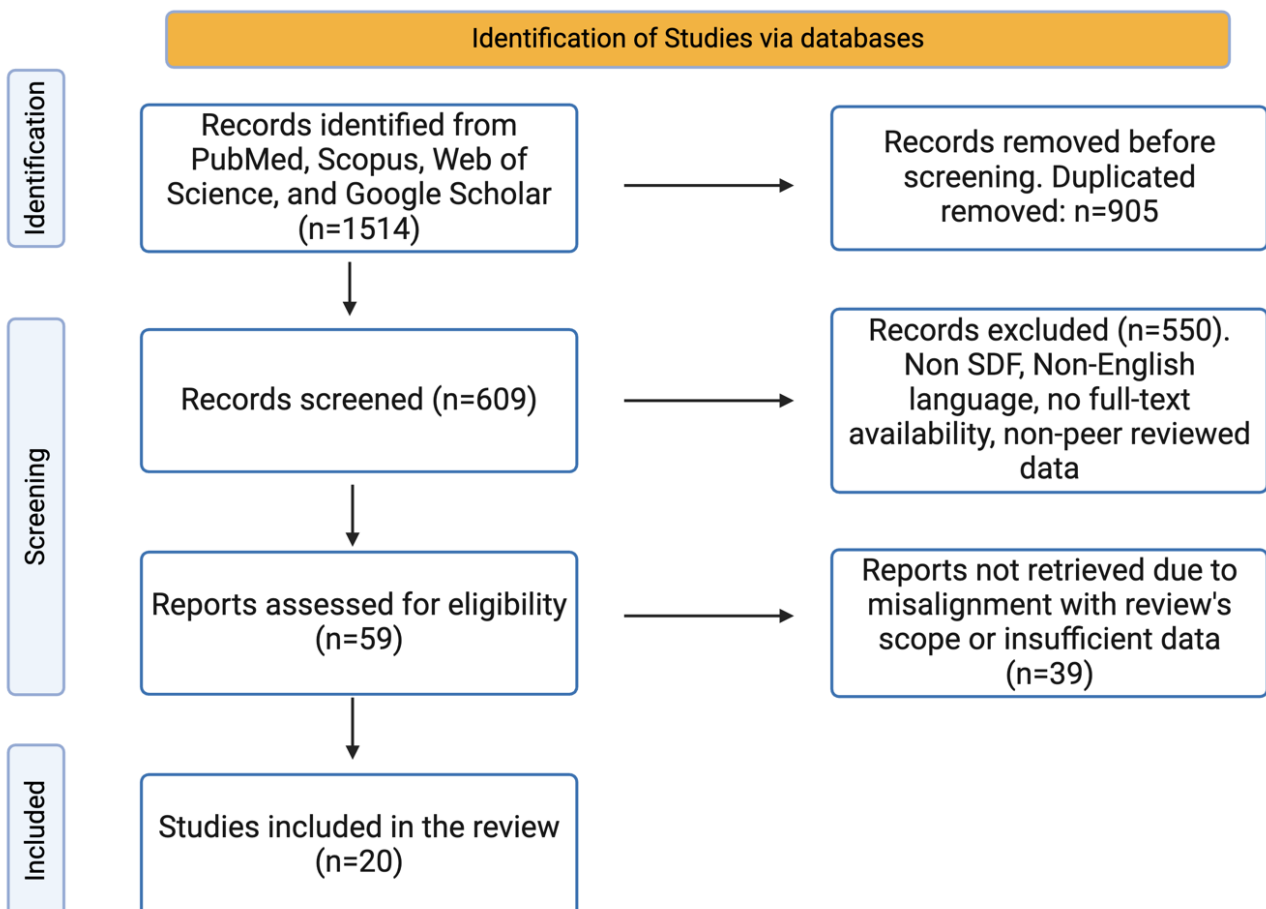 Identification of Studies via databases
Identification
Records identified from
PubMed, Scopus, Web of
Science, and Google Scholar
(n=1514)
Records removed before
screening. Duplicated
removed: n=905
Screening
Records screened (n=609)
Records excluded (n=550).
Non SDF, Non-English
language, no full-text
availability, non-peer reviewed
data
Reports assessed for eligibility
(n=59)
Reports not retrieved due to
misalignment with review's
scope or insufficient data
(n=39)
Included
Studies included in the review
(n=20)